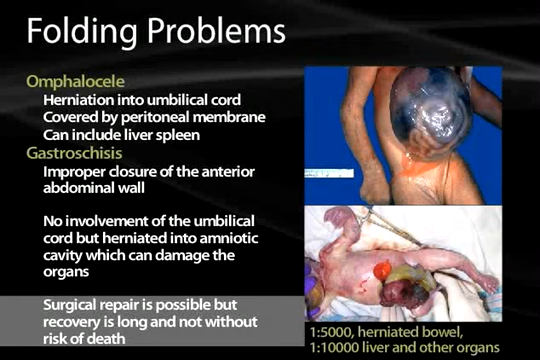 Folding Problems
Omphalocele
Herniation into umbilical cord
Covered by peritoneal membrane
Can include liver spleen
Gastroschisis
Improper closure of the anterior
abdominal wall
No involvement of the umbilical
cord but herniated into amniotic
cavity which can damage the
organs
Surgical repair is possible but
recovery is long and not without
risk of death
1:5000, herniated bowel,
1:10000 liver and other organs